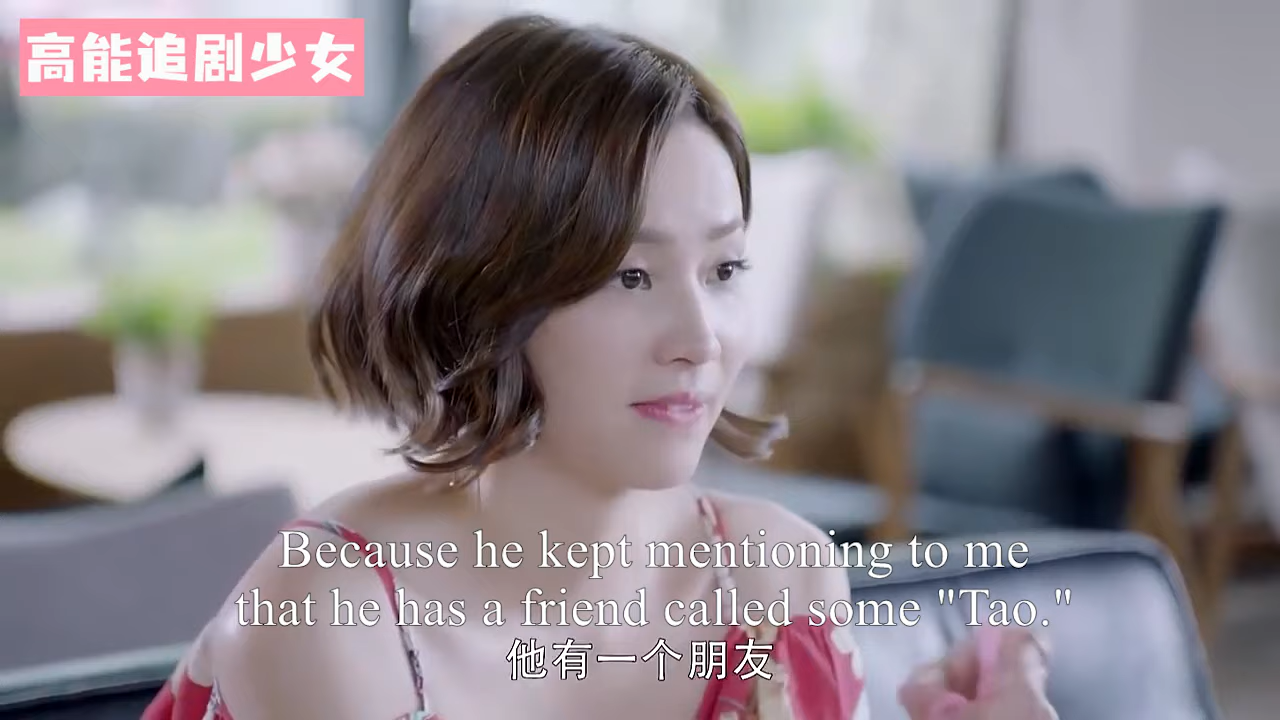 高能追剧少女
Because he kept mentioning to me
that he has a friend called some "Tao."
他有一个朋友